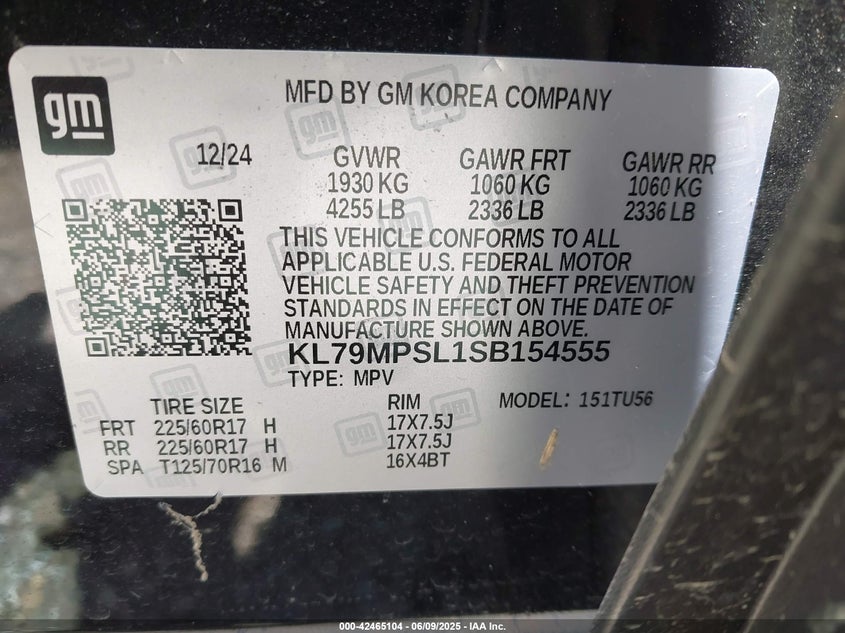 gm
MFD BY GM KOREA COMPANY
12/24 GVWR GAWR FRT GAWR RR
1930 KG 1060 KG 1060 KG
4255 LB 2336 LB 2336 LB
THIS VEHICLE CONFORMS TO ALL
APPLICABLE U.S. FEDERAL MOTOR
VEHICLE SAFETY AND THEFT PREVENTION
STANDARDS IN EFFECT ON THE DATE OF
MANUFACTURE SHOWN ABOVE.
KL79MPSL1SB154555
TYPE: MPV
TIRE SIZE RIM MODEL: 151TU56
FRT 225/60R17 H 17X7.5J
RR 225/60R17 H 17X7.5J
SPA T125/70R16 M 16X4BT
000-42465104 - 06/09/2025 - IAA Inc.